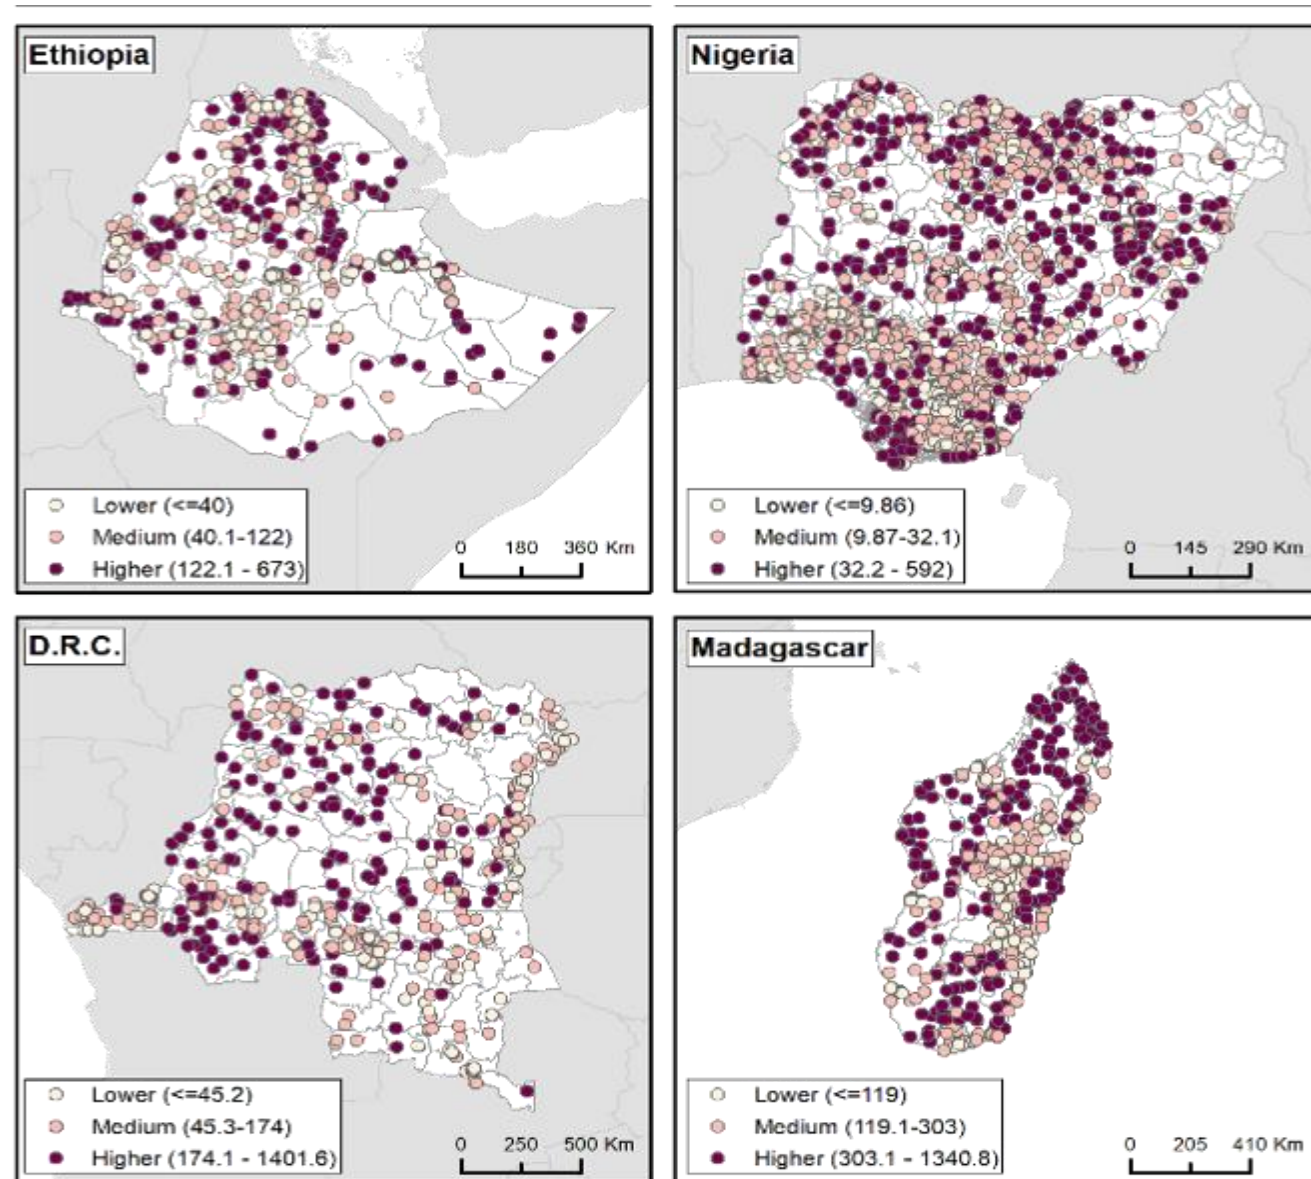 Ethiopia
Lower (<=40)
Medium (40.1-122)
Higher (122.1 - 673)
0 180 360 Km
Nigeria
Lower (<=9.86)
Medium (9.87-32.1)
Higher (32.2 - 592)
0 145 290 Km
D.R.C.
Lower (<=45.2)
Medium (45.3-174)
Higher (174.1 - 1401.6)
0 250 500 Km
Madagascar
Lower (<=119)
Medium (119.1-303)
Higher (303.1 - 1340.8)
0 205 410 Km